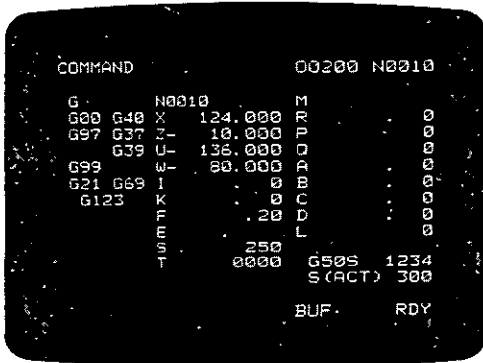 COMMAND O0200 N0010
G N0010 M
G00 G40 X 124.000 R . 0
G97 G37 Z- 10.000 P 0
G39 U- 136.000 Q 0
G99 W- 80.000 A . 0
G21 G69 I . 0 B . 0
G123 K . 0 C . 0
F .20 D . 0
E L 0
S 250 G50S 1234
T 0000 S(ACT) 300
BUF RDY